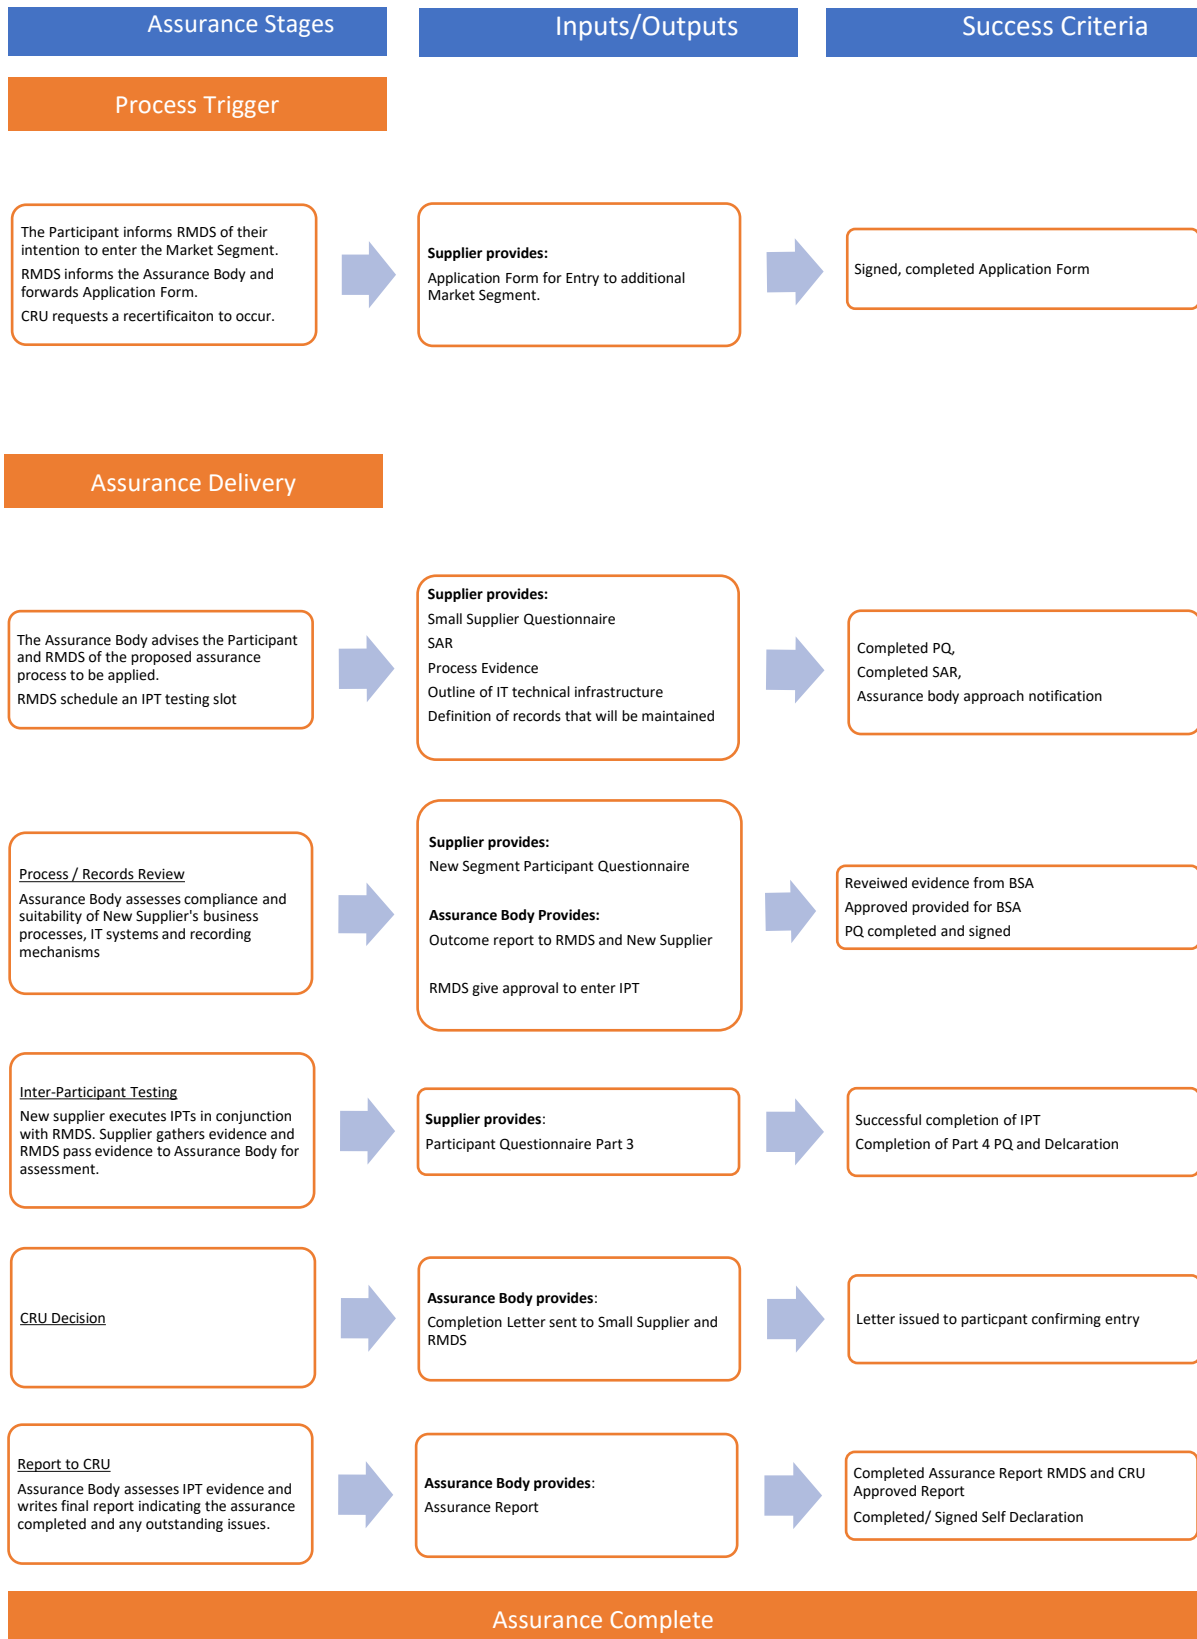 Assurance Stages
Inputs/Outputs
Success Criteria
Process Trigger
The Participant informs RMDS of their
intention to enter the Market Segment.
RMDS informs the Assurance Body and
forwards Application Form.
CRU requests a recertificaiton to occur.
Supplier provides:
Application Form for Entry to additional
Market Segment.
Signed, completed Application Form
Assurance Delivery
The Assurance Body advises the Participant
and RMDS of the proposed assurance
process to be applied.
RMDS schedule an IPT testing slot
Supplier provides:
Small Supplier Questionnaire
SAR
Process Evidence
Outline of IT technical infrastructure
Definition of records that will be maintained
Completed PQ,
Completed SAR,
Assurance body approach notification
Process / Records Review
Assurance Body assesses compliance and
suitability of New Supplier's business
processes, IT systems and recording
mechanisms
Supplier provides:
New Segment Participant Questionnaire
Assurance Body Provides:
Outcome report to RMDS and New Supplier
RMDS give approval to enter IPT
Reveiwed evidence from BSA
Approved provided for BSA
PQ completed and signed
Inter-Participant Testing
New supplier executes IPTs in conjunction
with RMDS. Supplier gathers evidence and
RMDS pass evidence to Assurance Body for
assessment.
Supplier provides:
Participant Questionnaire Part 3
Successful completion of IPT
Completion of Part 4 PQ and Delcaration
CRU Decision
Assurance Body provides:
Completion Letter sent to Small Supplier and
RMDS
Letter issued to particpant confirming entry
Report to CRU
Assurance Body assesses IPT evidence and
writes final report indicating the assurance
completed and any outstanding issues.
Assurance Body provides:
Assurance Report
Completed Assurance Report RMDS and CRU
Approved Report
Completed/ Signed Self Declaration
Assurance Complete